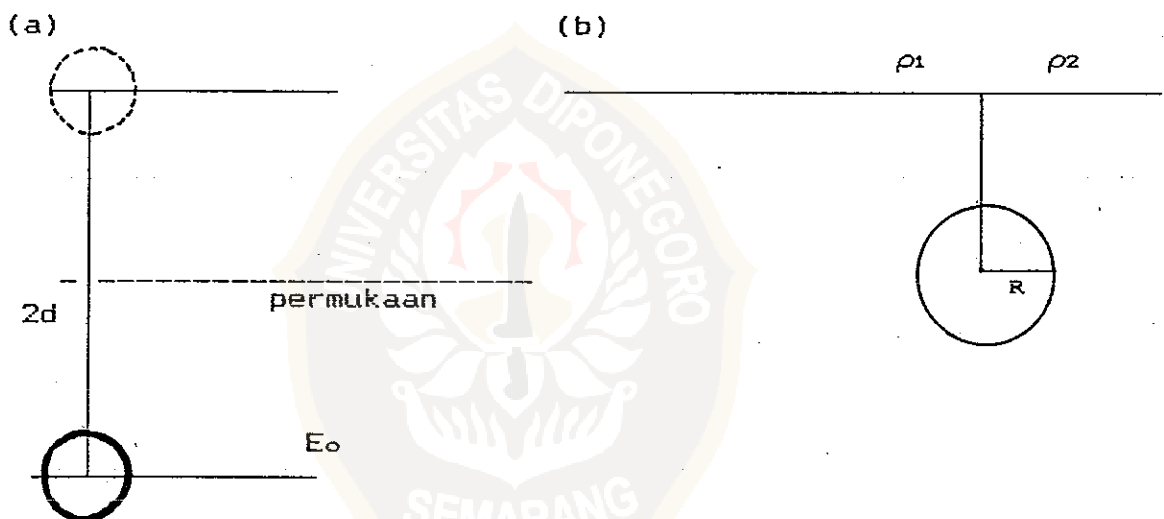 (a)
(b)
ρ1 ρ2
permukaan
2d
R
Eo
UNIVERSITAS DIPONEGORO
SEMARANG